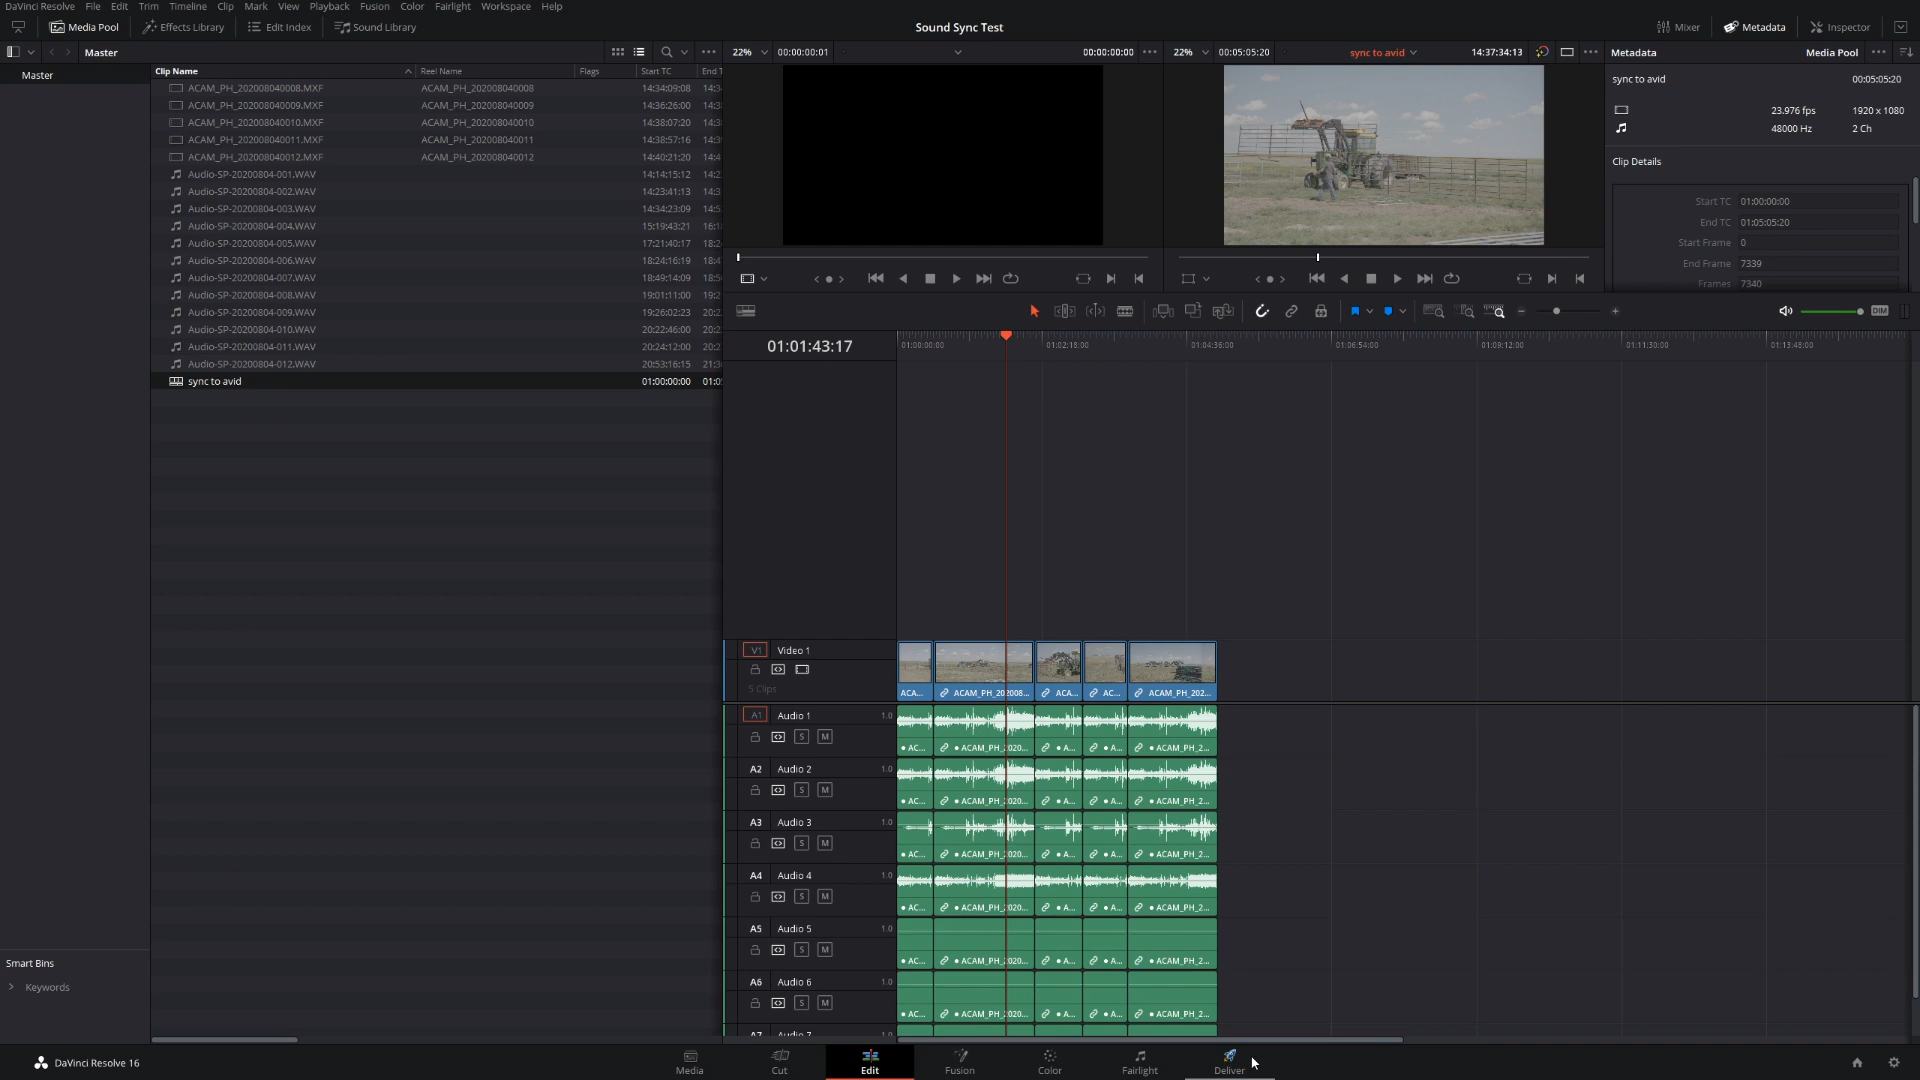 DaVinci Resolve File Edit Trim Timeline Clip Mark View Playback Fusion Color Fairlight Workspace Help
Media Pool Effects Library Edit Index Sound Library Sound Sync Test Mixer Metadata Inspector
Master 22% 00:00:00:01 00:00:00:00 22% 00:05:05:20 sync to avid 14:37:34:13 Metadata Media Pool
Master
Clip Name Reel Name Flags Start TC End T
ACAM_PH_202008040008.MXF ACAM_PH_202008040008 14:34:09:08 14:3
ACAM_PH_202008040009.MXF ACAM_PH_202008040009 14:36:26:00 14:3
ACAM_PH_202008040010.MXF ACAM_PH_202008040010 14:38:07:20 14:3
ACAM_PH_202008040011.MXF ACAM_PH_202008040011 14:38:57:16 14:3
ACAM_PH_202008040012.MXF ACAM_PH_202008040012 14:40:21:20 14:4
Audio-SP-20200804-001.WAV 14:14:15:12 14:2
Audio-SP-20200804-002.WAV 14:23:41:13 14:3
Audio-SP-20200804-003.WAV 14:34:23:09 14:5
Audio-SP-20200804-004.WAV 15:19:43:21 16:1
Audio-SP-20200804-005.WAV 17:21:40:17 18:2
Audio-SP-20200804-006.WAV 18:24:16:19 18:4
Audio-SP-20200804-007.WAV 18:49:14:09 18:5
Audio-SP-20200804-008.WAV 19:01:11:00 19:2
Audio-SP-20200804-009.WAV 19:26:02:23 20:2
Audio-SP-20200804-010.WAV 20:22:46:00 20:2
Audio-SP-20200804-011.WAV 20:24:12:00 20:2
Audio-SP-20200804-012.WAV 20:53:16:15 21:3
sync to avid 01:00:00:00 01:0
sync to avid 00:05:05:20
23.976 fps 1920 x 1080
48000 Hz 2 Ch
Clip Details
Start TC 01:00:00:00
End TC 01:05:05:20
Start Frame 0
End Frame 7339
Frames 7340
DIM
01:01:43:17
01:00:00:00 01:02:18:00 01:04:36:00 01:06:54:00 01:09:12:00 01:11:30:00 01:13:48:00
V1 Video 1
5 Clips
ACA... ACAM_PH_202008... ACA... AC... ACAM_PH_202...
A1 Audio 1 1.0
S M
• AC... • ACAM_PH_2020... • A... • A... • ACAM_PH_2...
A2 Audio 2 1.0
S M
• AC... • ACAM_PH_2020... • A... • A... • ACAM_PH_2...
A3 Audio 3 1.0
S M
• AC... • ACAM_PH_2020... • A... • A... • ACAM_PH_2...
A4 Audio 4 1.0
S M
• AC... • ACAM_PH_2020... • A... • A... • ACAM_PH_2...
A5 Audio 5 1.0
S M
• AC... • ACAM_PH_2020... • A... • A... • ACAM_PH_2...
A6 Audio 6 1.0
S M
• AC... • ACAM_PH_2020... • A... • A... • ACAM_PH_2...
A7 Audio 7
Smart Bins
Keywords
DaVinci Resolve 16
Media Cut Edit Fusion Color Fairlight Deliver